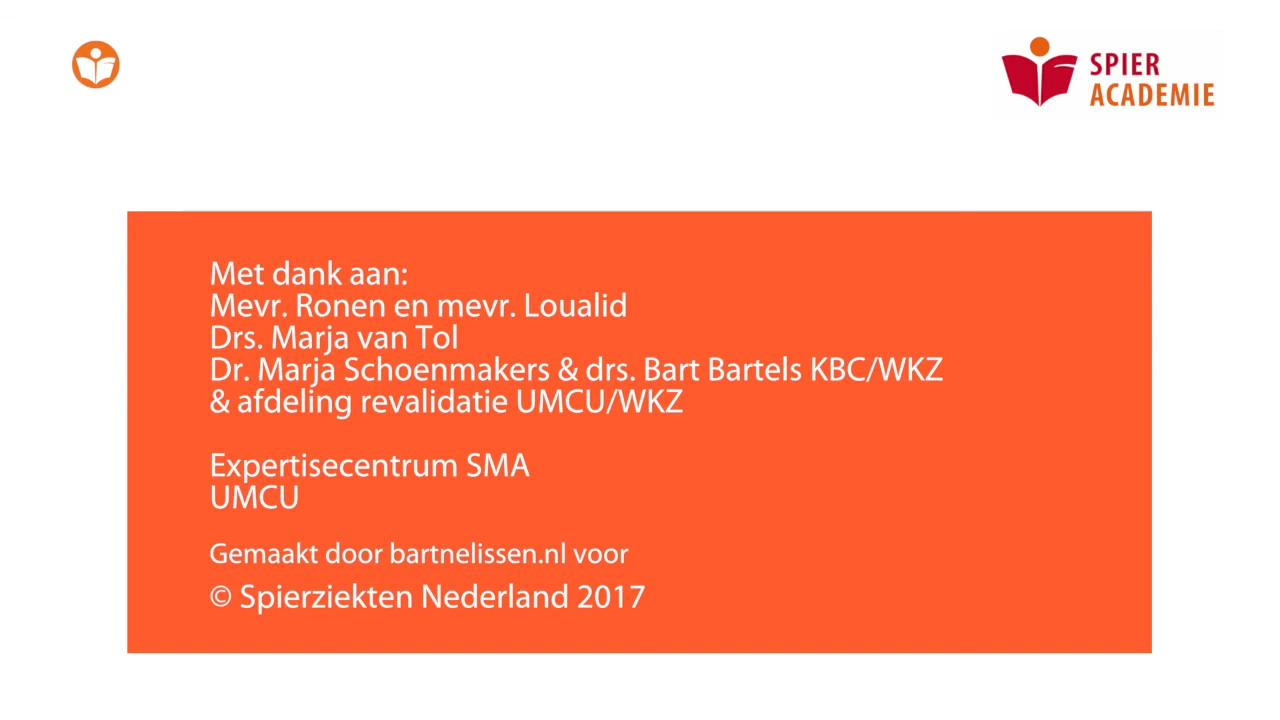 SPIER
ACADEMIE
Met dank aan:
Mevr. Ronen en mevr. Loualid
Drs. Marja van Tol
Dr. Marja Schoenmakers & drs. Bart Bartels KBC/WKZ
& afdeling revalidatie UMCU/WKZ
Expertisecentrum SMA
UMCU
Gemaakt door bartnelissen.nl voor
© Spierziekten Nederland 2017